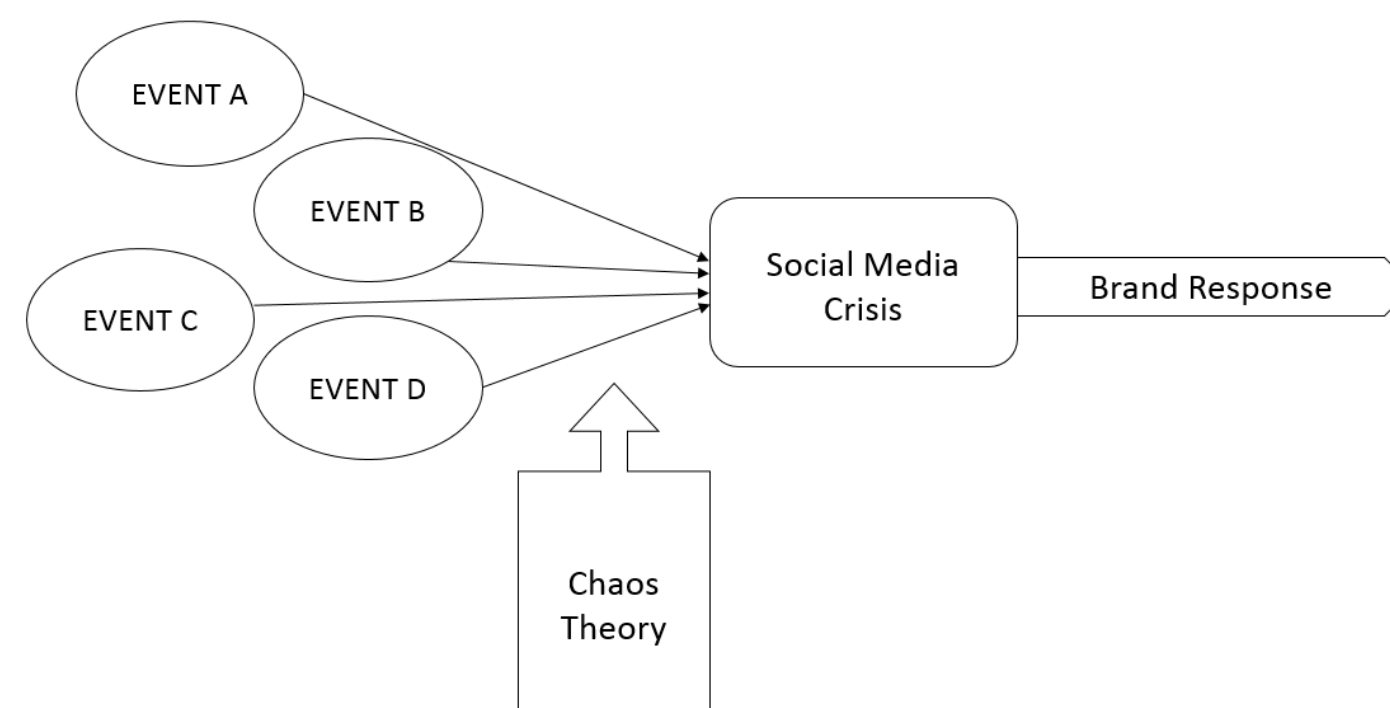 EVENT A
EVENT B
EVENT C
EVENT D
Social Media
Crisis
Brand Response
Chaos
Theory